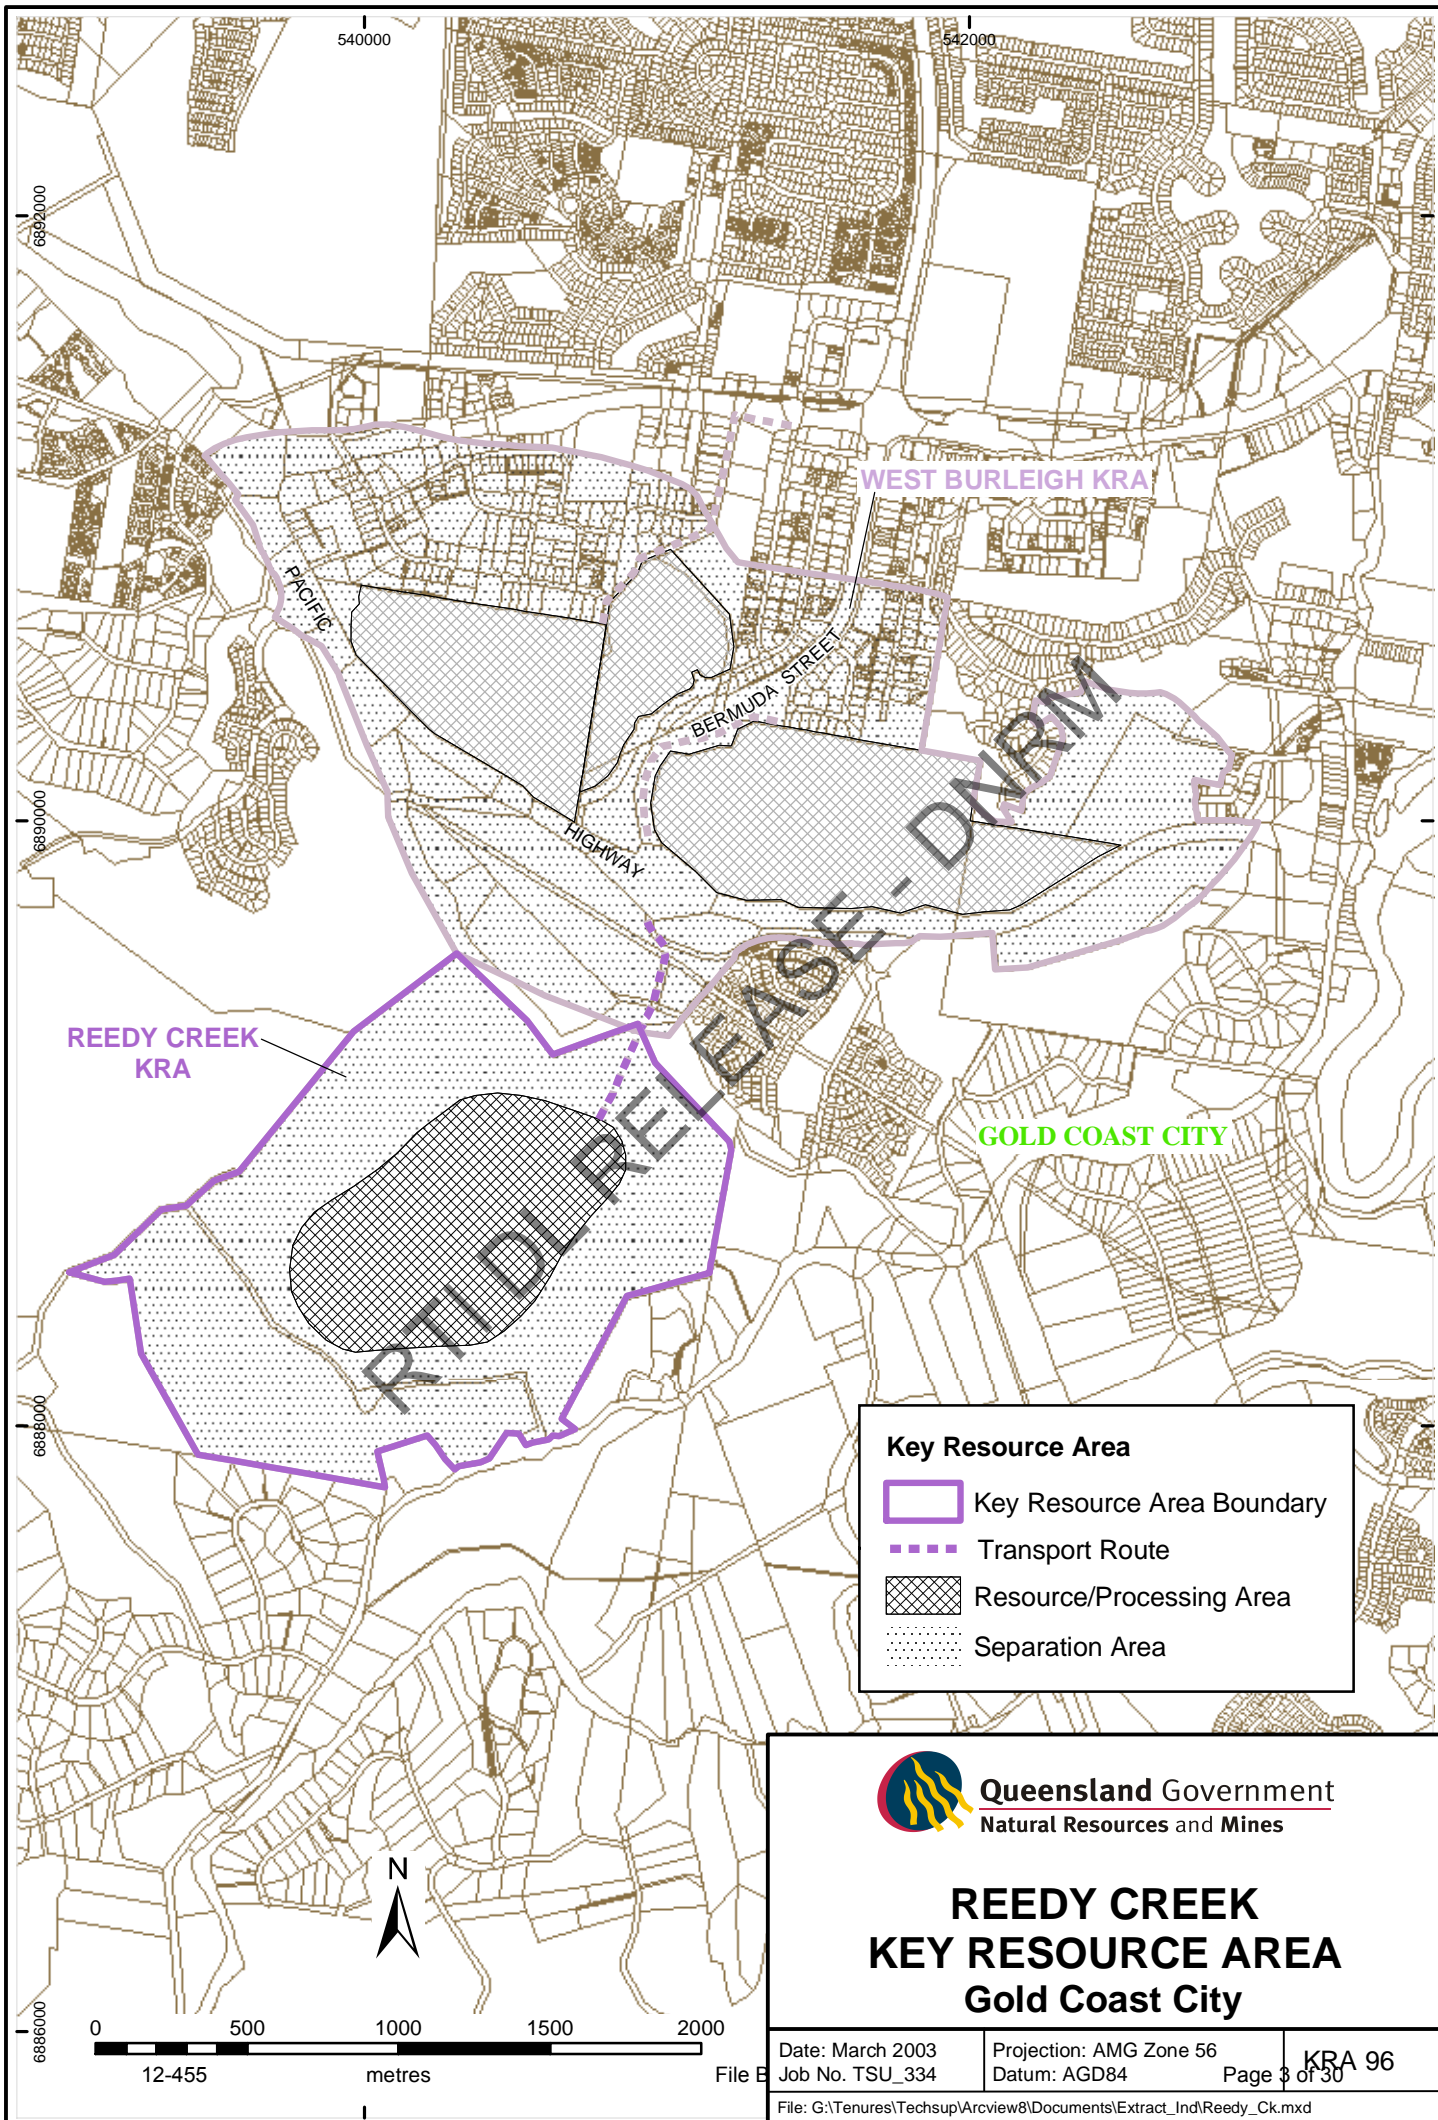 540000
542000
6892000
6890000
6888000
6886000
WEST BURLEIGH KRA
PACIFIC
HIGHWAY
BERMUDA STREET
REEDY CREEK
KRA
GOLD COAST CITY
RTI DL RELEASE - DNRM
Key Resource Area
Key Resource Area Boundary
Transport Route
Resource/Processing Area
Separation Area
Queensland Government
Natural Resources and Mines
REEDY CREEK
KEY RESOURCE AREA
Gold Coast City
N
0 500 1000 1500 2000
12-455 metres File B
Date: March 2003
Job No. TSU_334
Projection: AMG Zone 56
Datum: AGD84
Page 3 of 30
KRA 96
File: G:\Tenures\Techsup\Arcview8\Documents\Extract_Ind\Reedy_Ck.mxd